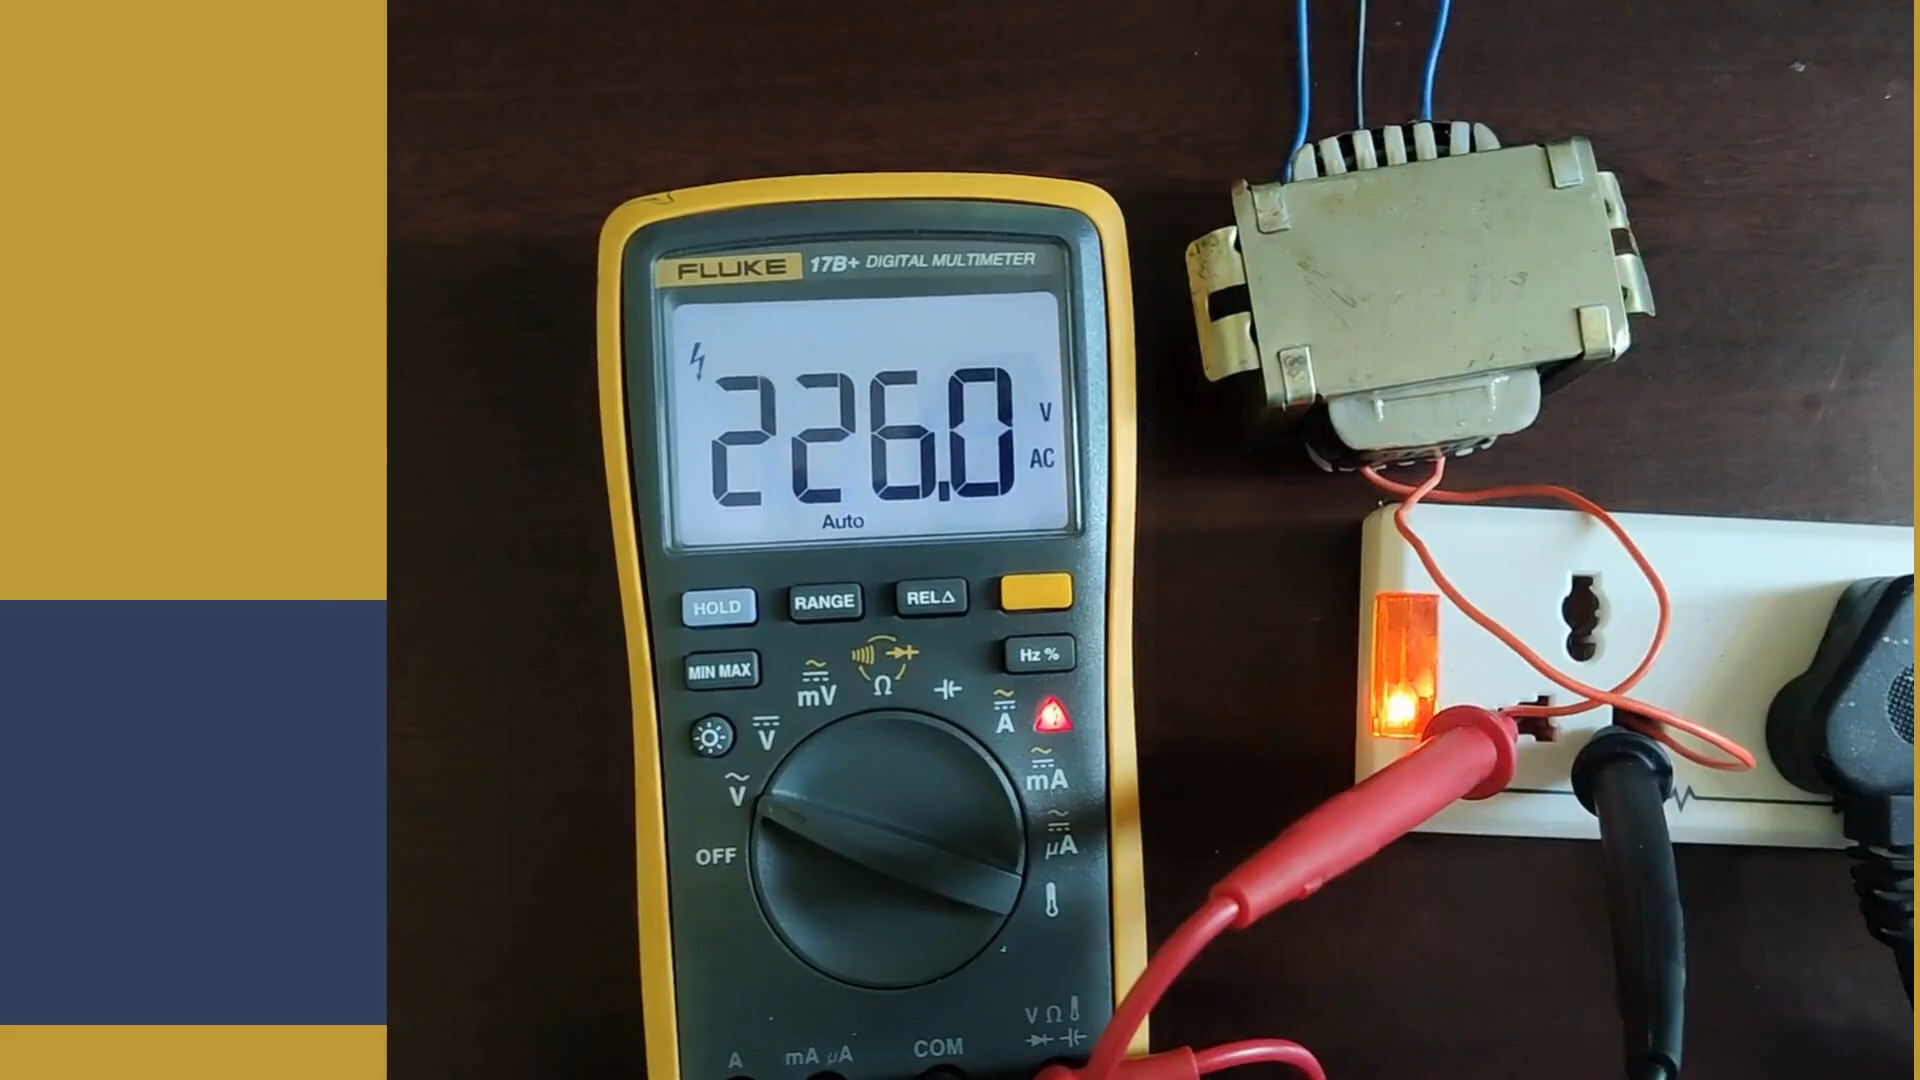 FLUKE 17B+ DIGITAL MULTIMETER
226.0 V AC
Auto
HOLD RANGE REL△
MIN MAX Hz %
mV Ω A
V mA
V µA
OFF
V Ω
A mA µA COM